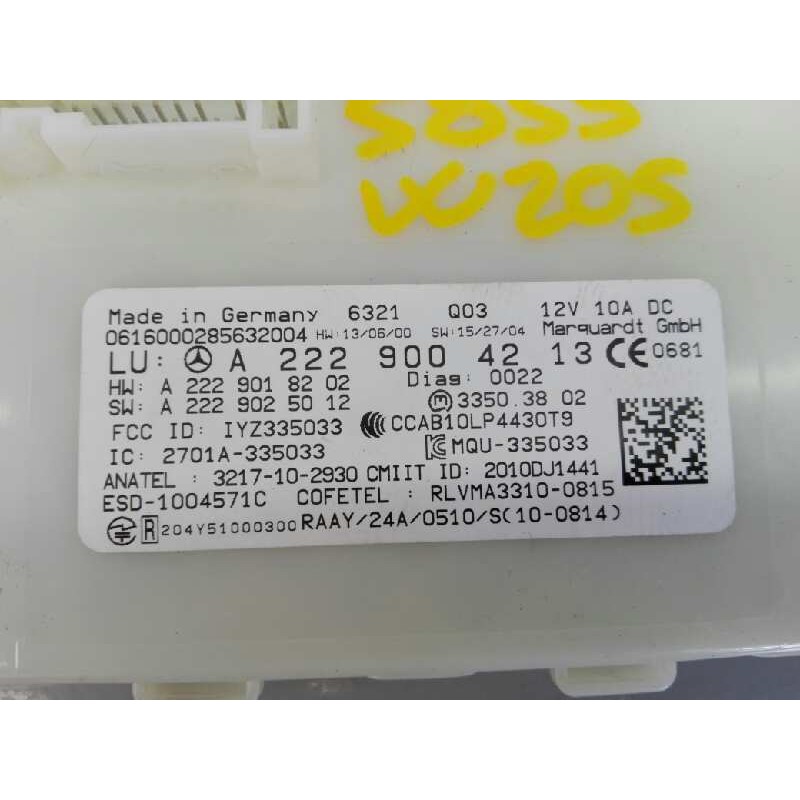 5055
VU20S
Made in Germany 6321 Q03 12V 10A DC
0616000285632004 HW:13/06/00 SW:15/27/04 Marquardt GmbH
LU: A 222 900 42 13 CE 0681
HW: A 222 901 82 02 Diag: 0022
SW: A 222 902 50 12 m 3350.38 02
FCC ID: IYZ335033 CCAB10LP4430T9
IC: 2701A-335033 MQU-335033
ANATEL : 3217-10-2930 CMIIT ID: 2010DJ1441
ESD-1004571C COFETEL : RLVMA3310-0815
R 204Y51000300 RAAY/24A/0510/S(10-0814)